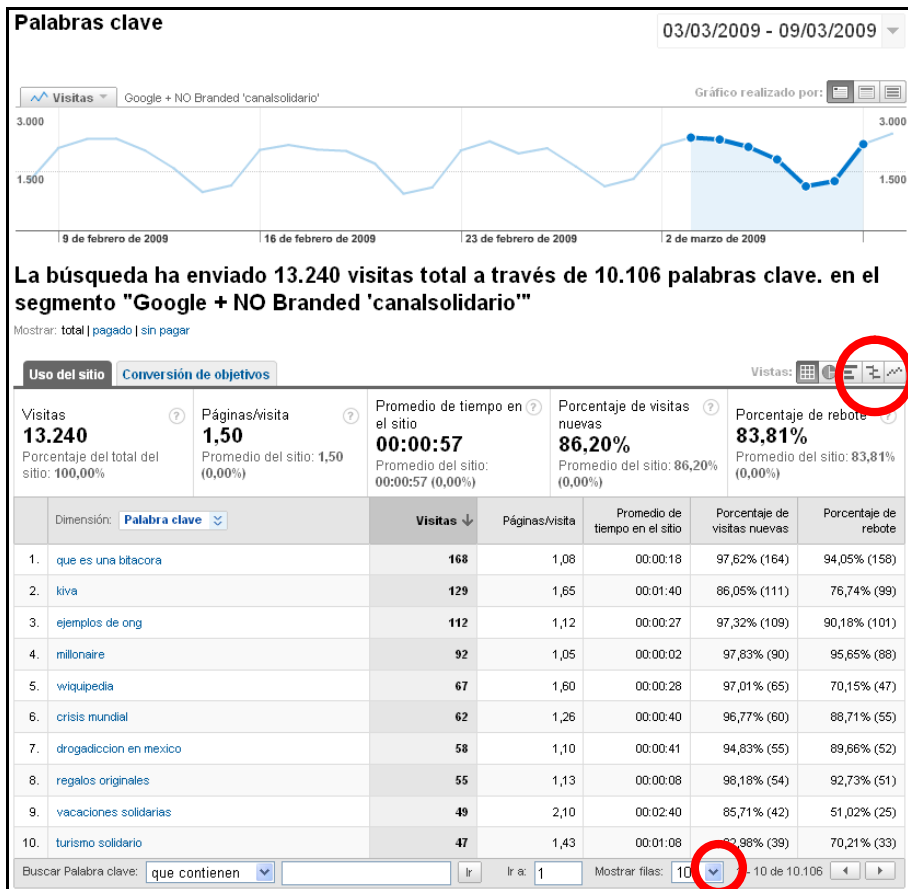 Palabras clave
03/03/2009 - 09/03/2009
Visitas Google + NO Branded 'canalsolidario'
Gráfico realizado por:
3.000 3.000
1.500 1.500
9 de febrero de 2009 16 de febrero de 2009 23 de febrero de 2009 2 de marzo de 2009
La búsqueda ha enviado 13.240 visitas total a través de 10.106 palabras clave. en el
segmento "Google + NO Branded 'canalsolidario'"
Mostrar: total | pagado | sin pagar
Uso del sitio Conversión de objetivos Vistas:
Visitas ?
13.240
Porcentaje del total del
sitio: 100,00%
Páginas/visita ?
1,50
Promedio del sitio: 1,50
(0,00%)
Promedio de tiempo en ?
el sitio
00:00:57
Promedio del sitio:
00:00:57 (0,00%)
Porcentaje de visitas ?
nuevas
86,20%
Promedio del sitio: 86,20%
(0,00%)
Porcentaje de rebote ?
83,81%
Promedio del sitio: 83,81%
(0,00%)
Dimensión: Palabra clave
Visitas
Páginas/visita
Promedio de
tiempo en el sitio
Porcentaje de
visitas nuevas
Porcentaje de
rebote
1. que es una bitacora 168 1,08 00:00:18 97,62% (164) 94,05% (158)
2. kiva 129 1,65 00:01:40 86,05% (111) 76,74% (99)
3. ejemplos de ong 112 1,12 00:00:27 97,32% (109) 90,18% (101)
4. millonaire 92 1,05 00:00:02 97,83% (90) 95,65% (88)
5. wiquipedia 67 1,60 00:00:28 97,01% (65) 70,15% (47)
6. crisis mundial 62 1,26 00:00:40 96,77% (60) 88,71% (55)
7. drogadiccion en mexico 58 1,10 00:00:41 94,83% (55) 89,66% (52)
8. regalos originales 55 1,13 00:00:08 98,18% (54) 92,73% (51)
9. vacaciones solidarias 49 2,10 00:02:40 85,71% (42) 51,02% (25)
10. turismo solidario 47 1,43 00:01:08 82,98% (39) 70,21% (33)
Buscar Palabra clave: que contienen Ir Ir a: 1 Mostrar filas: 10 - 10 de 10.106